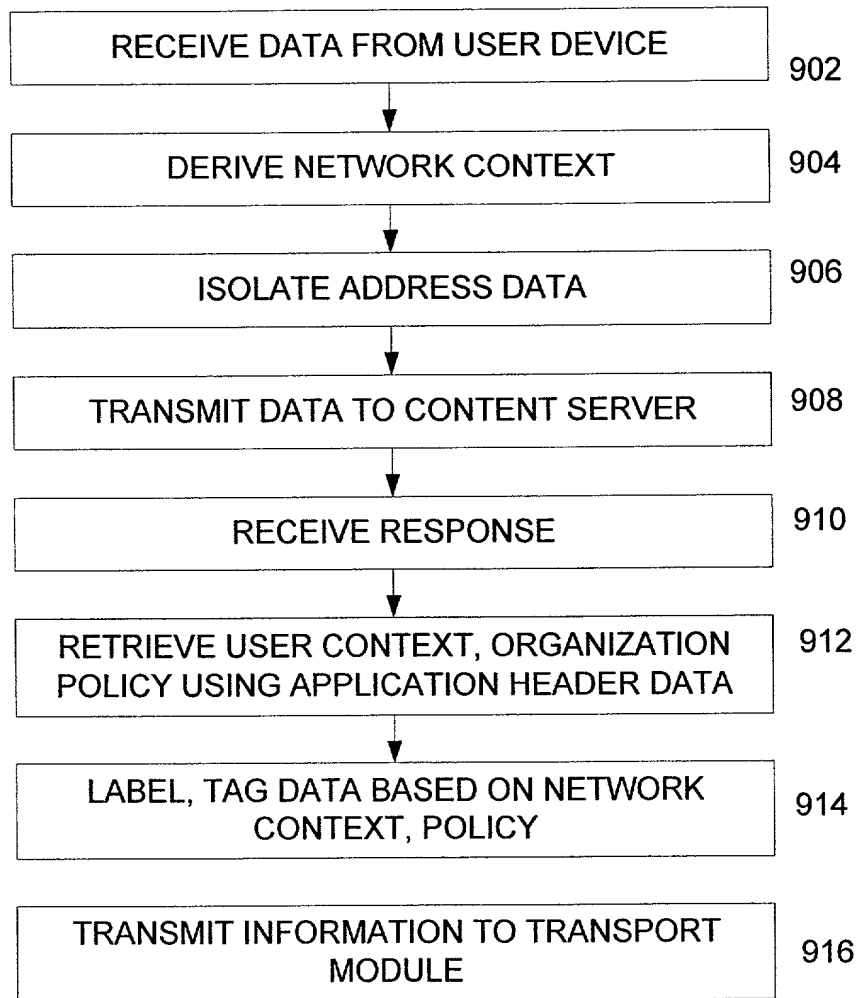 RECEIVE DATA FROM USER DEVICE
902
DERIVE NETWORK CONTEXT
904
ISOLATE ADDRESS DATA
906
TRANSMIT DATA TO CONTENT SERVER
908
RECEIVE RESPONSE
910
RETRIEVE USER CONTEXT, ORGANIZATION
POLICY USING APPLICATION HEADER DATA
912
LABEL, TAG DATA BASED ON NETWORK
CONTEXT, POLICY
914
TRANSMIT INFORMATION TO TRANSPORT
MODULE
916